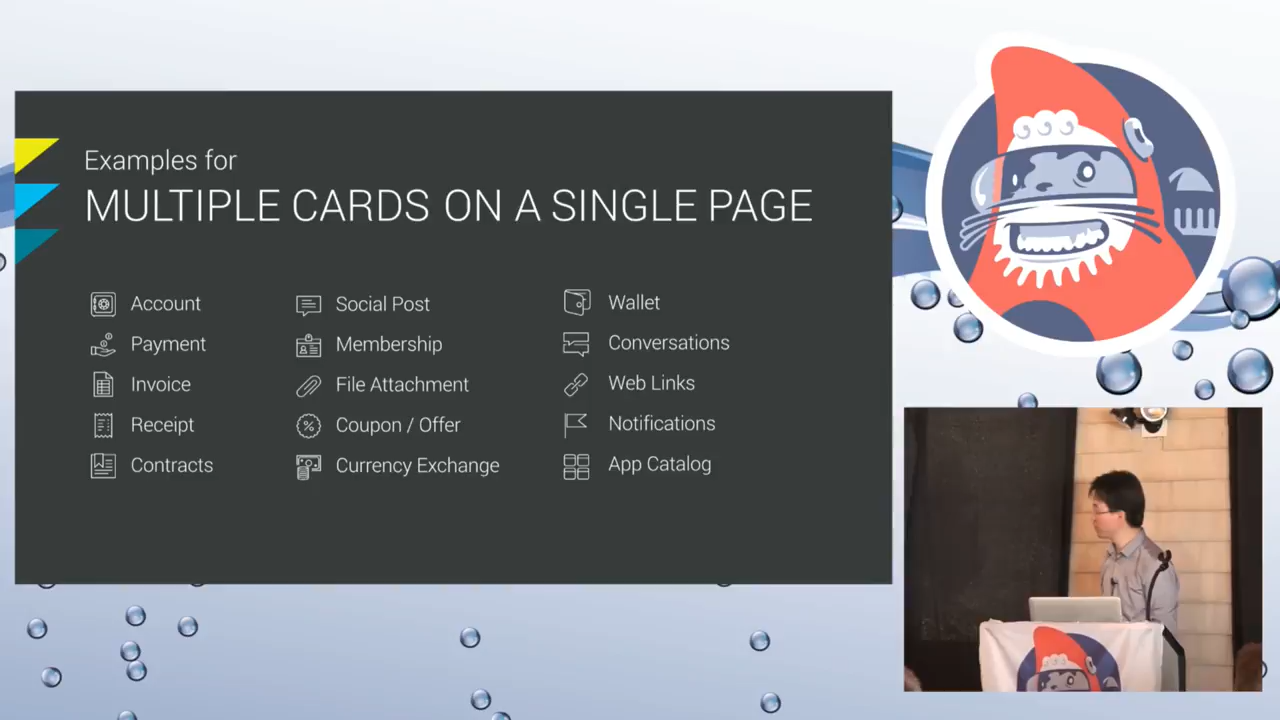 Examples for
MULTIPLE CARDS ON A SINGLE PAGE
Account
Payment
Invoice
Receipt
Contracts
Social Post
Membership
File Attachment
Coupon / Offer
Currency Exchange
Wallet
Conversations
Web Links
Notifications
App Catalog